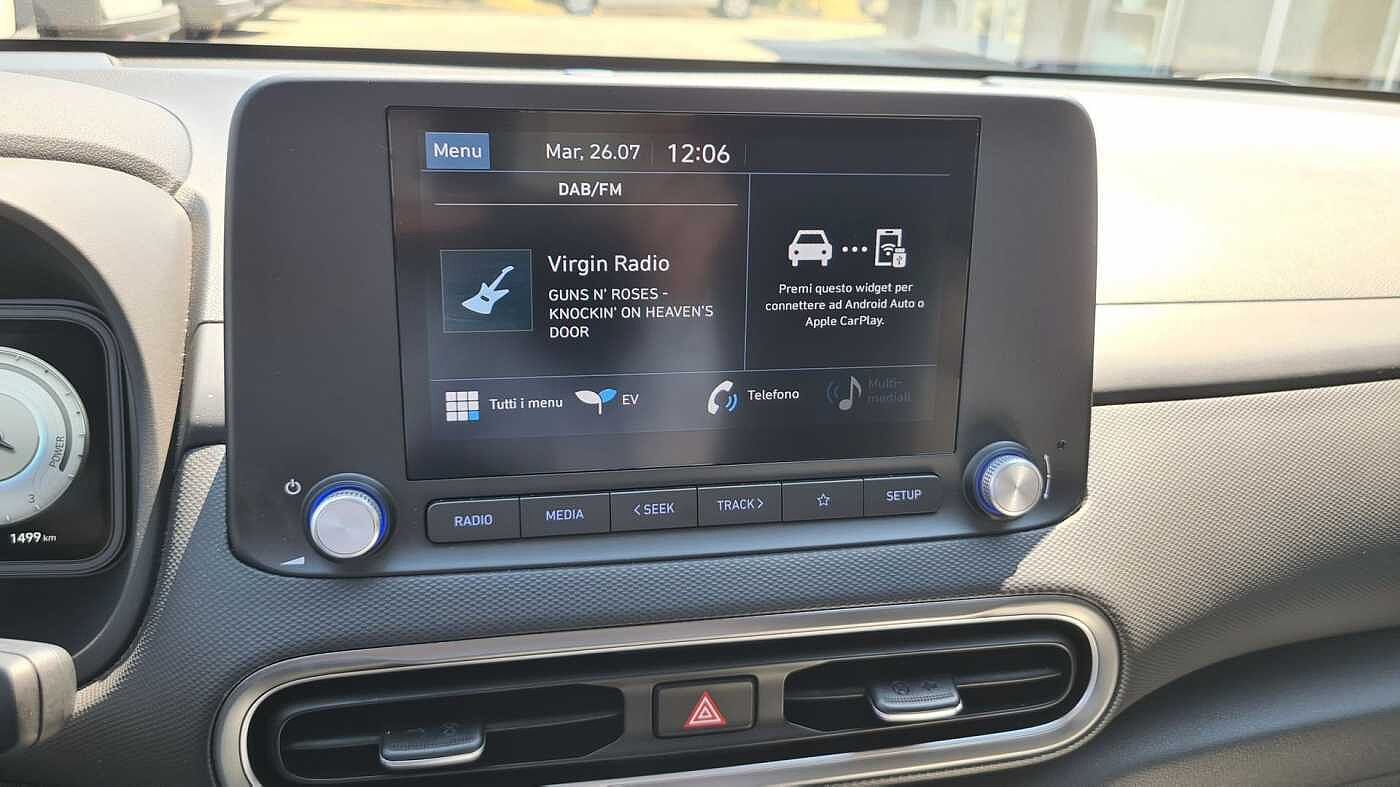 Menu
Mar, 26.07
12:06
DAB/FM
Virgin Radio
GUNS N' ROSES -
KNOCKIN' ON HEAVEN'S
DOOR
Premi questo widget per
connettere ad Android Auto o
Apple CarPlay.
Tutti i menu
EV
Telefono
Multi-
mediali
RADIO
MEDIA
< SEEK
TRACK >
☆
SETUP
POWER
3
1499 km